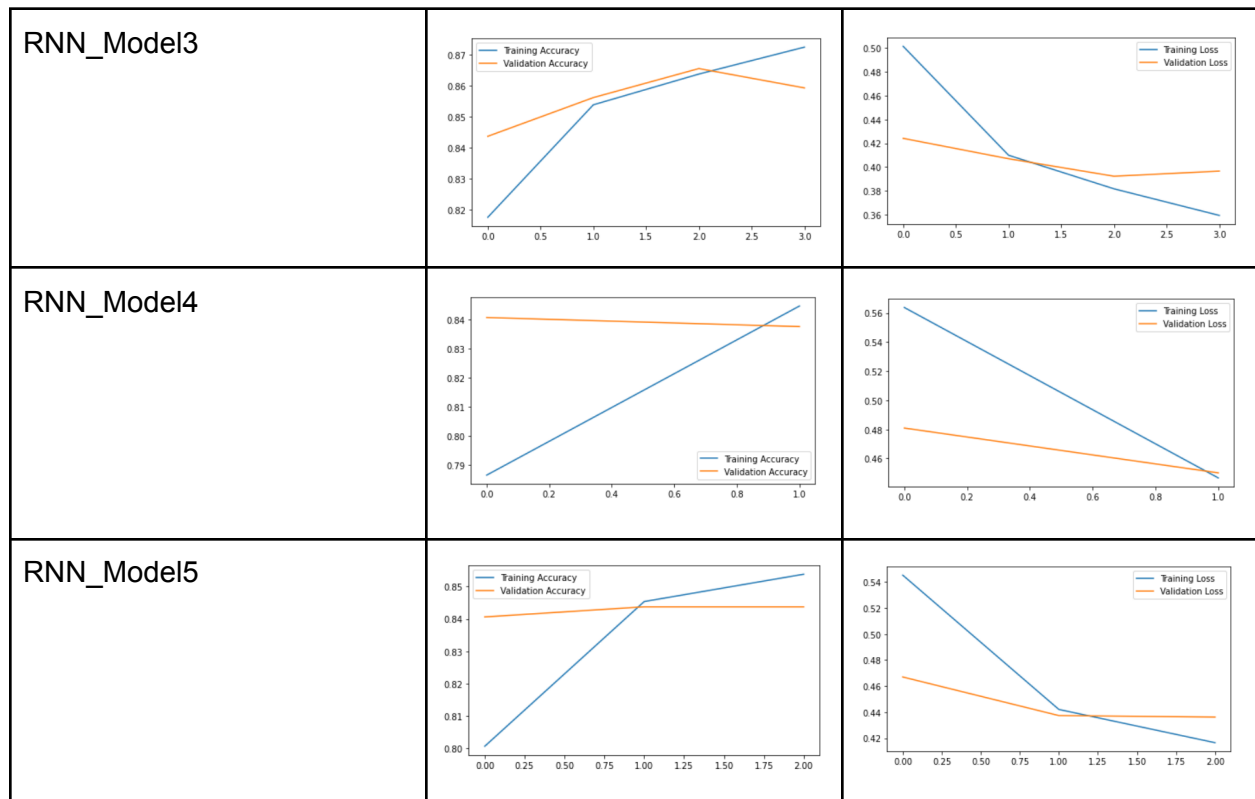 RNN_Model3
Training Accuracy
Validation Accuracy
0.87
0.86
0.85
0.84
0.83
0.82
0.0 0.5 1.0 1.5 2.0 2.5 3.0
Training Loss
Validation Loss
0.50
0.48
0.46
0.44
0.42
0.40
0.38
0.36
0.0 0.5 1.0 1.5 2.0 2.5 3.0
RNN_Model4
0.84
0.83
0.82
0.81
0.80
0.79
Training Accuracy
Validation Accuracy
0.0 0.2 0.4 0.6 0.8 1.0
Training Loss
Validation Loss
0.56
0.54
0.52
0.50
0.48
0.46
0.0 0.2 0.4 0.6 0.8 1.0
RNN_Model5
Training Accuracy
Validation Accuracy
0.85
0.84
0.83
0.82
0.81
0.80
0.00 0.25 0.50 0.75 1.00 1.25 1.50 1.75 2.00
Training Loss
Validation Loss
0.54
0.52
0.50
0.48
0.46
0.44
0.42
0.00 0.25 0.50 0.75 1.00 1.25 1.50 1.75 2.00